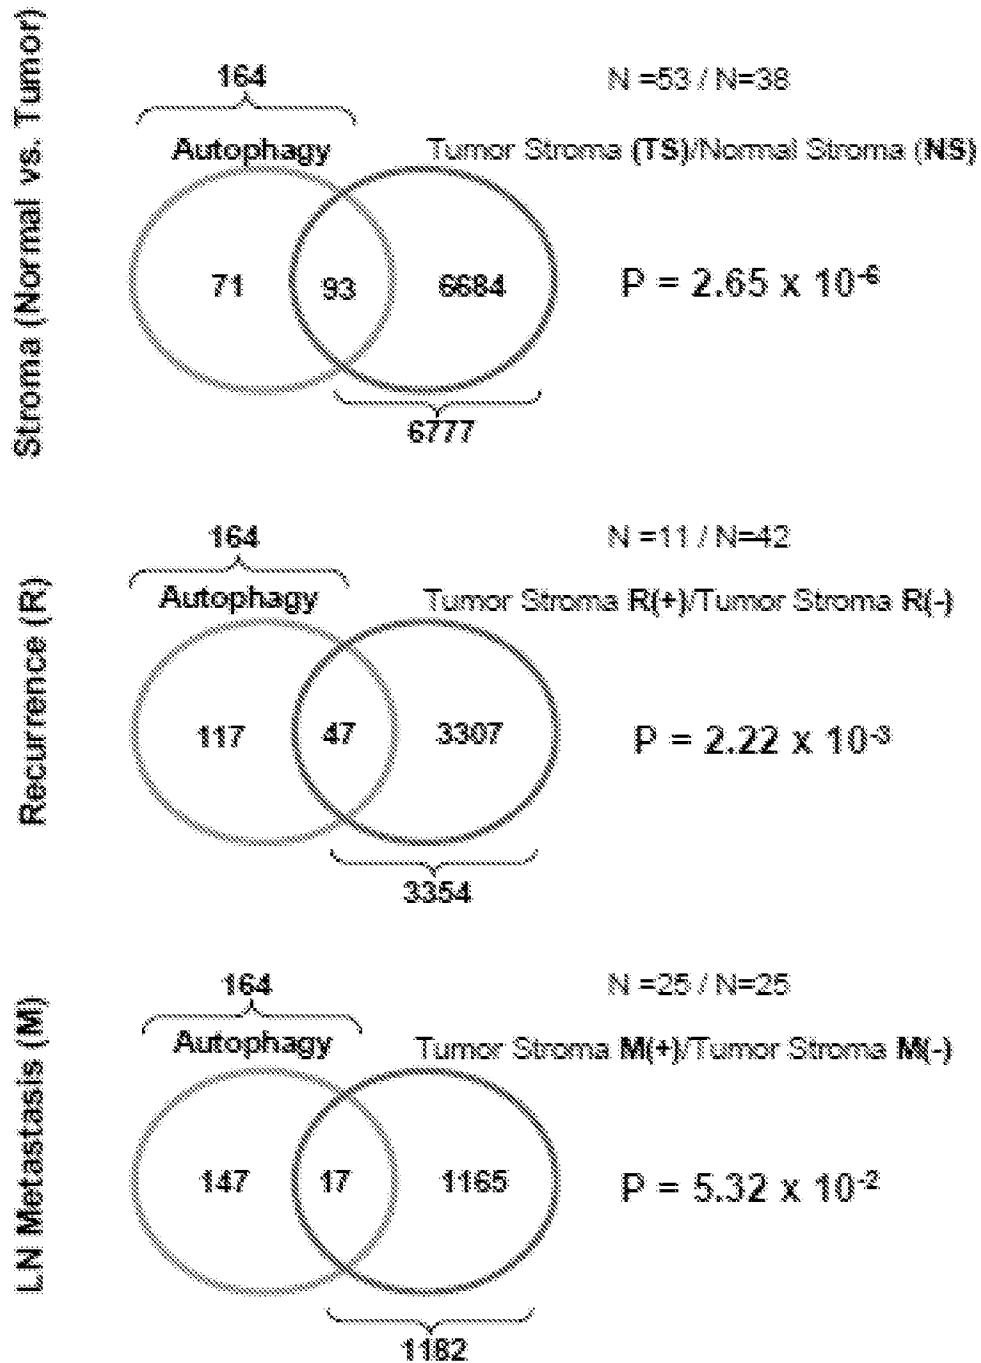 Stroma (Normal vs. Tumor)
164
N =53 / N=38
Autophagy
Tumor Stroma (TS)/Normal Stroma (NS)
71
93
6684
P = 2.65 x 10-6
6777
Recurrence (R)
164
N =11 / N=42
Autophagy
Tumor Stroma R(+)/Tumor Stroma R(-)
117
47
3307
P = 2.22 x 10-3
3354
LN Metastasis (M)
164
N =25 / N=25
Autophagy
Tumor Stroma M(+)/Tumor Stroma M(-)
147
17
1165
P = 5.32 x 10-2
1182